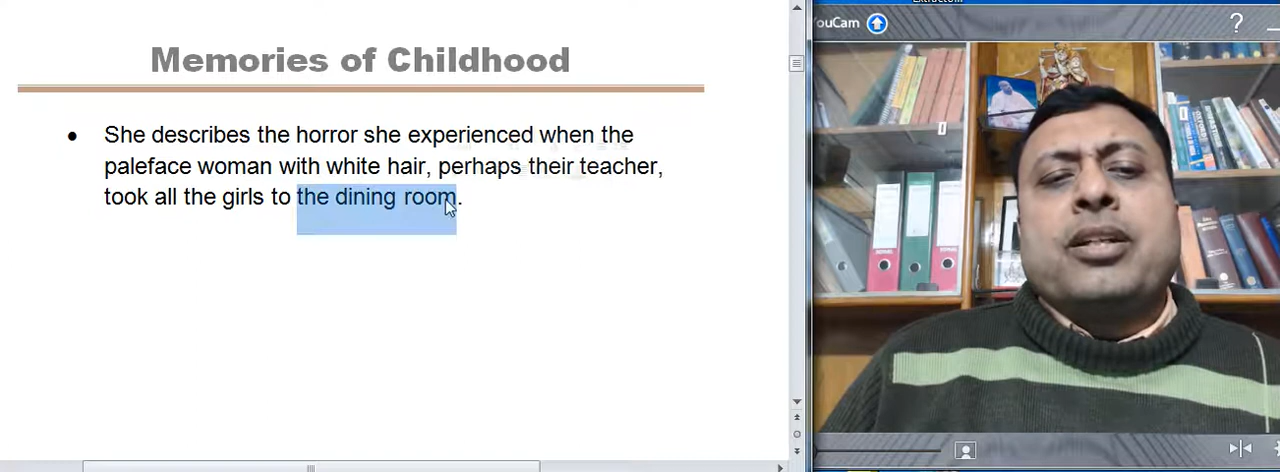 Memories of Childhood
• She describes the horror she experienced when the
paleface woman with white hair, perhaps their teacher,
took all the girls to the dining room.
YouCam
?
OXFORD